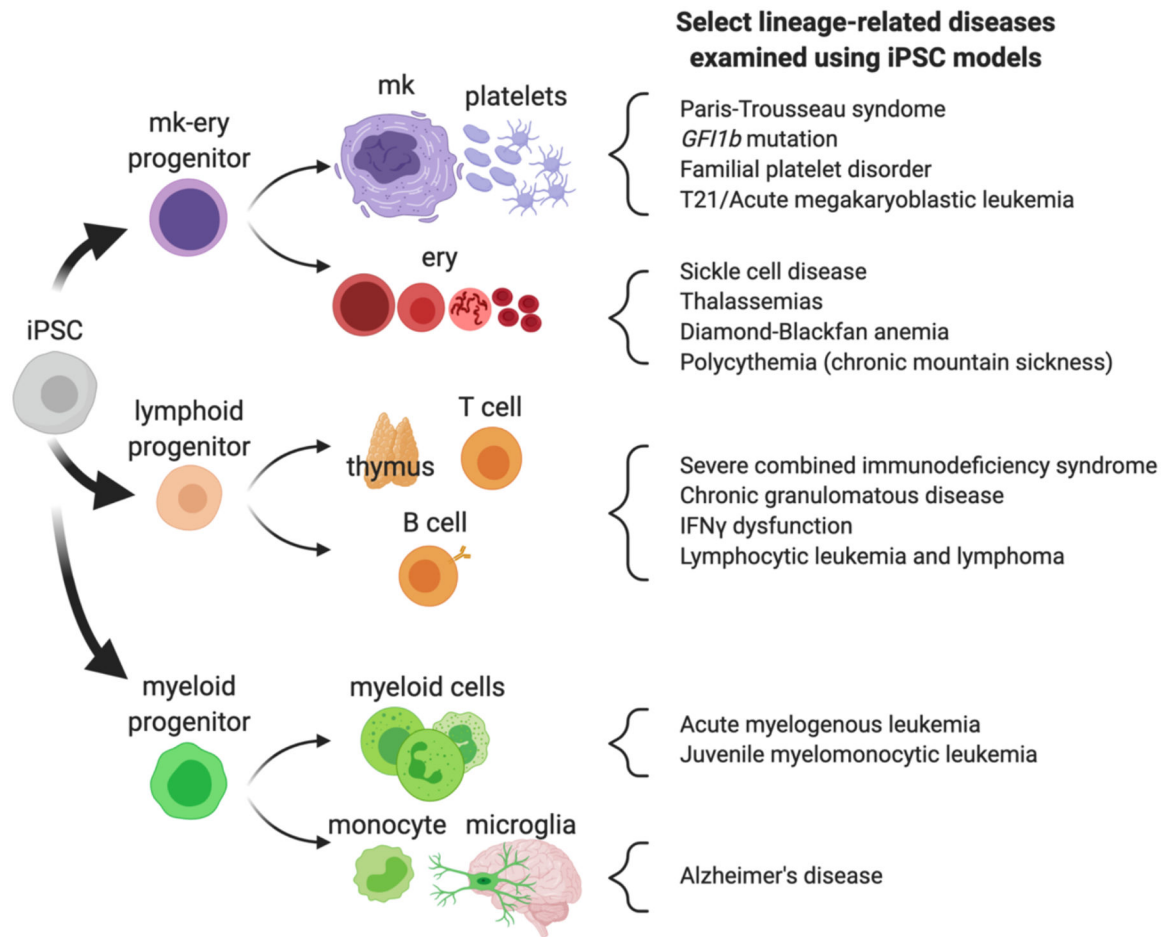 Select lineage-related diseases
examined using iPSC models
mk
platelets
mk-ery
progenitor
Paris-Trousseau syndome
GFI1b mutation
Familial platelet disorder
T21/Acute megakaryoblastic leukemia
ery
Sickle cell disease
Thalassemias
Diamond-Blackfan anemia
Polycythemia (chronic mountain sickness)
iPSC
lymphoid
progenitor
T cell
thymus
B cell
Severe combined immunodeficiency syndrome
Chronic granulomatous disease
IFNγ dysfunction
Lymphocytic leukemia and lymphoma
myeloid
progenitor
myeloid cells
Acute myelogenous leukemia
Juvenile myelomonocytic leukemia
monocyte
microglia
Alzheimer's disease